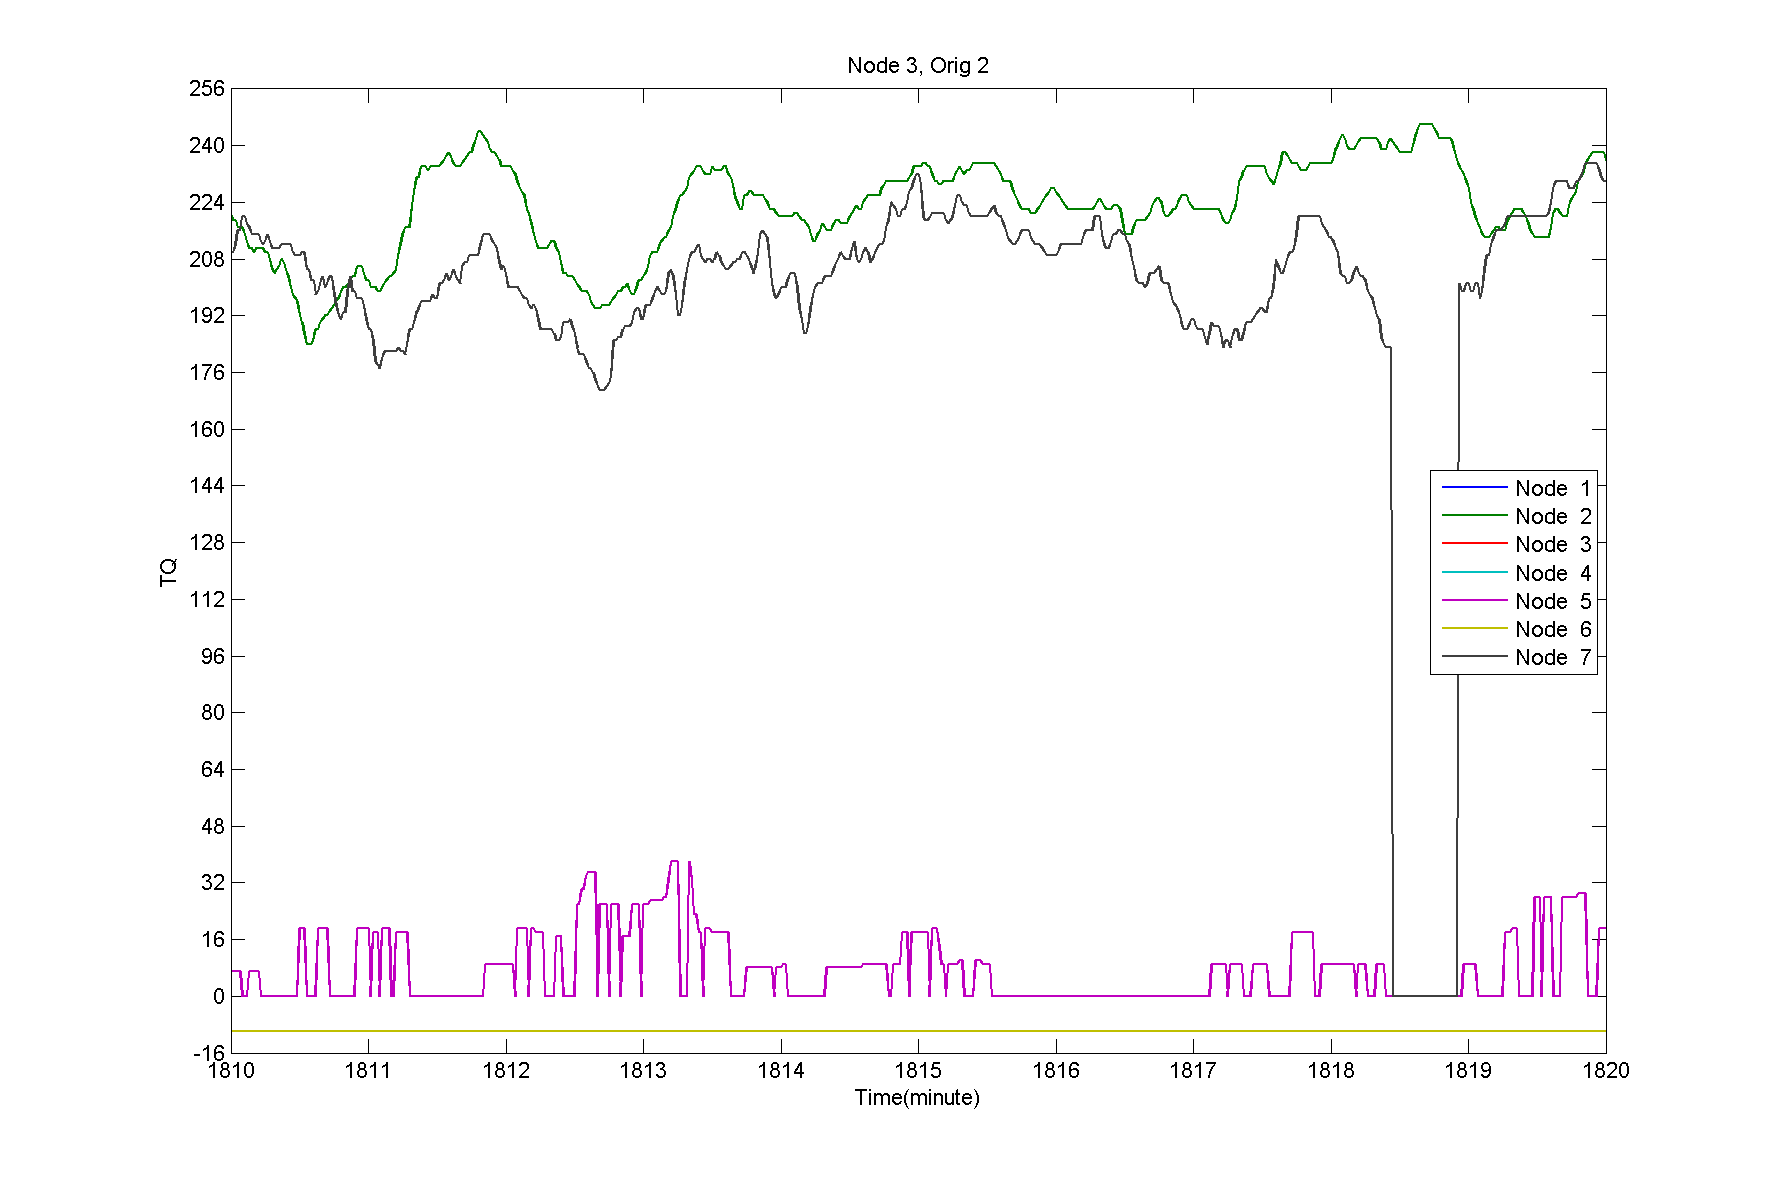 Node 3, Orig 2
256
240
224
208
192
176
160
144
128
112
96
80
64
48
32
16
0
-16
TQ
Node 1
Node 2
Node 3
Node 4
Node 5
Node 6
Node 7
1810 1811 1812 1813 1814 1815 1816 1817 1818 1819 1820
Time(minute)